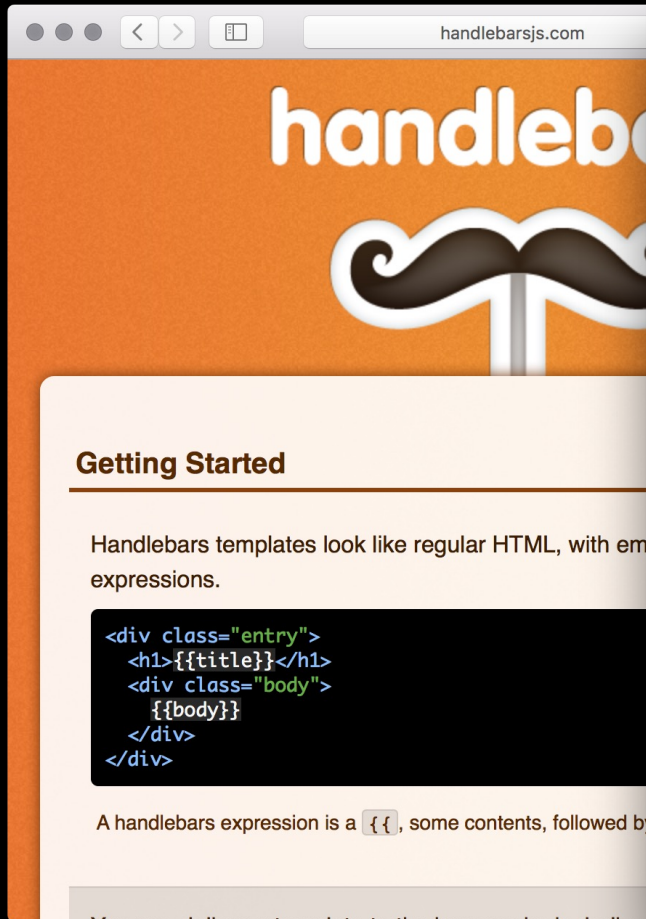 handlebarsjs.com
handleb
Getting Started
Handlebars templates look like regular HTML, with em
expressions.
<div class="entry">
  <h1>{{title}}</h1>
  <div class="body">
    {{body}}
  </div>
</div>
A handlebars expression is a {{, some contents, followed by